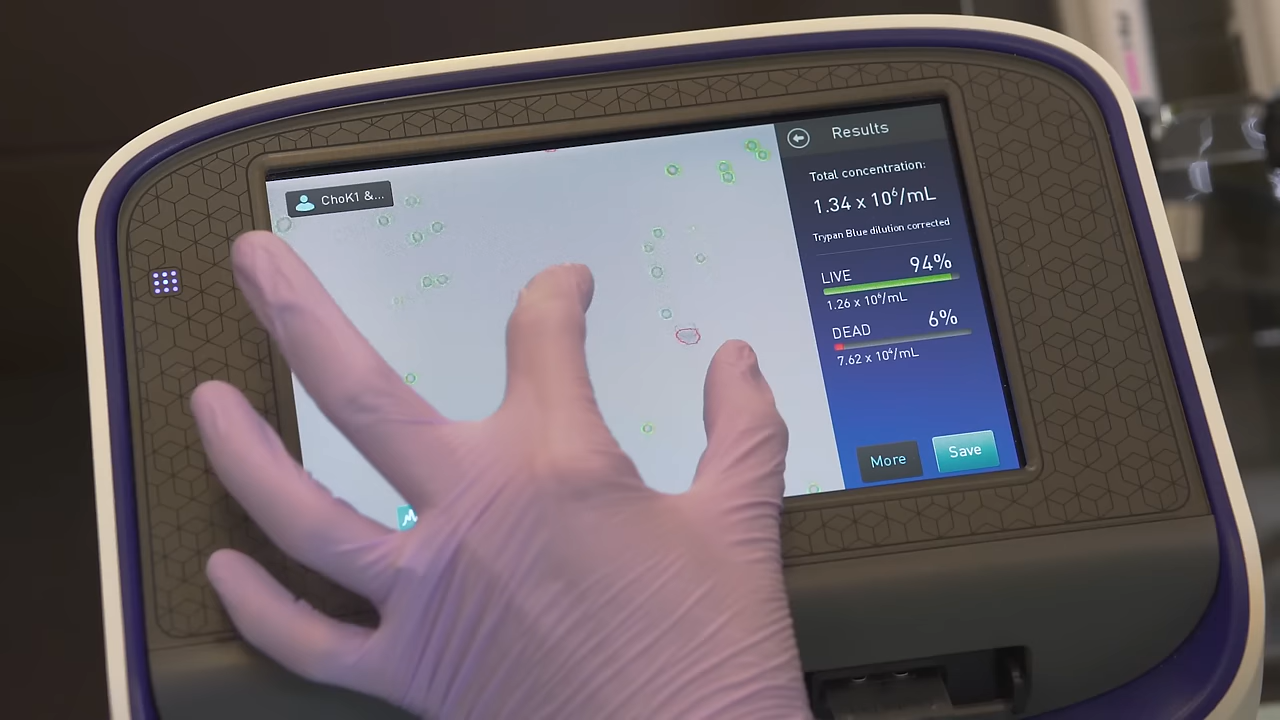 ChoK1 &...
Results
Total concentration:
1.34 x 10⁶/mL
Trypan Blue dilution corrected
LIVE 94%
1.26 x 10⁶/mL
DEAD 6%
7.62 x 10⁴/mL
More
Save